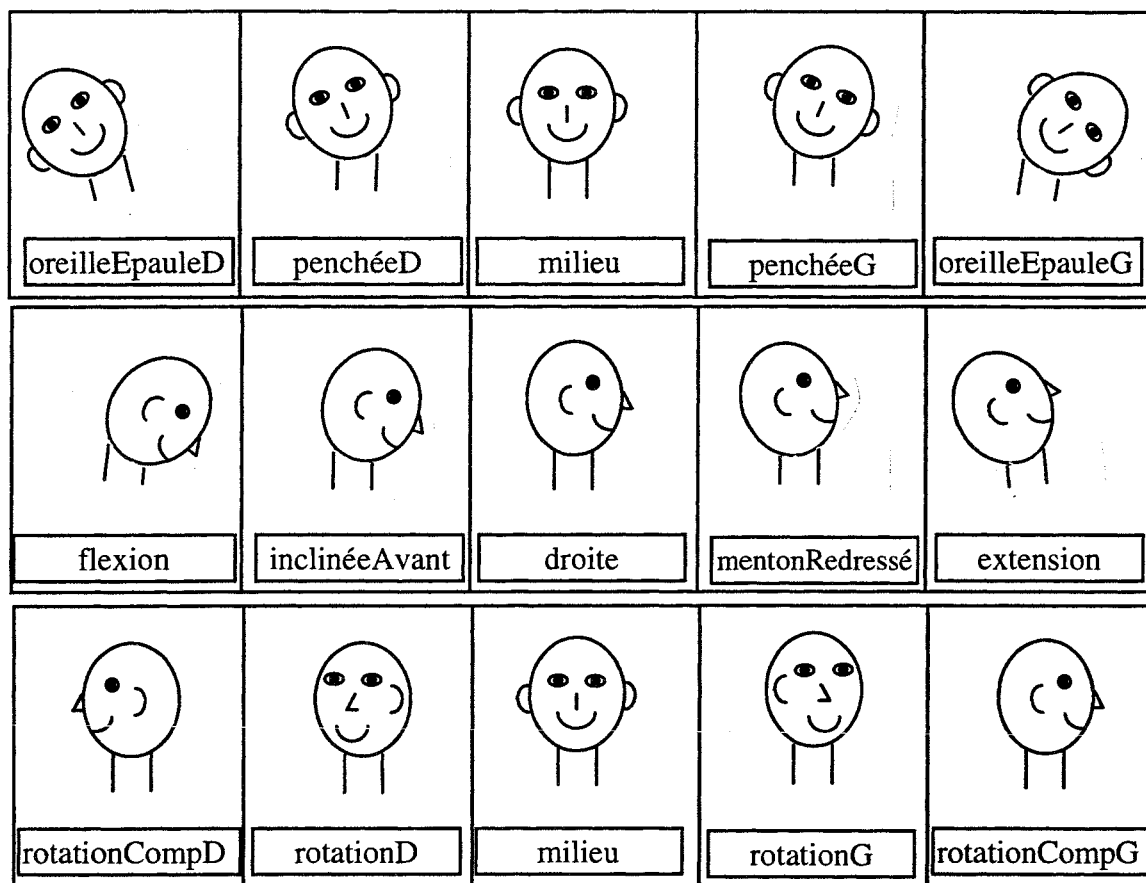 oreilleEpauleD
penchéeD
milieu
penchéeG
oreilleEpauleG
flexion
inclinéeAvant
droite
mentonRedressé
extension
rotationCompD
rotationD
milieu
rotationG
rotationCompG